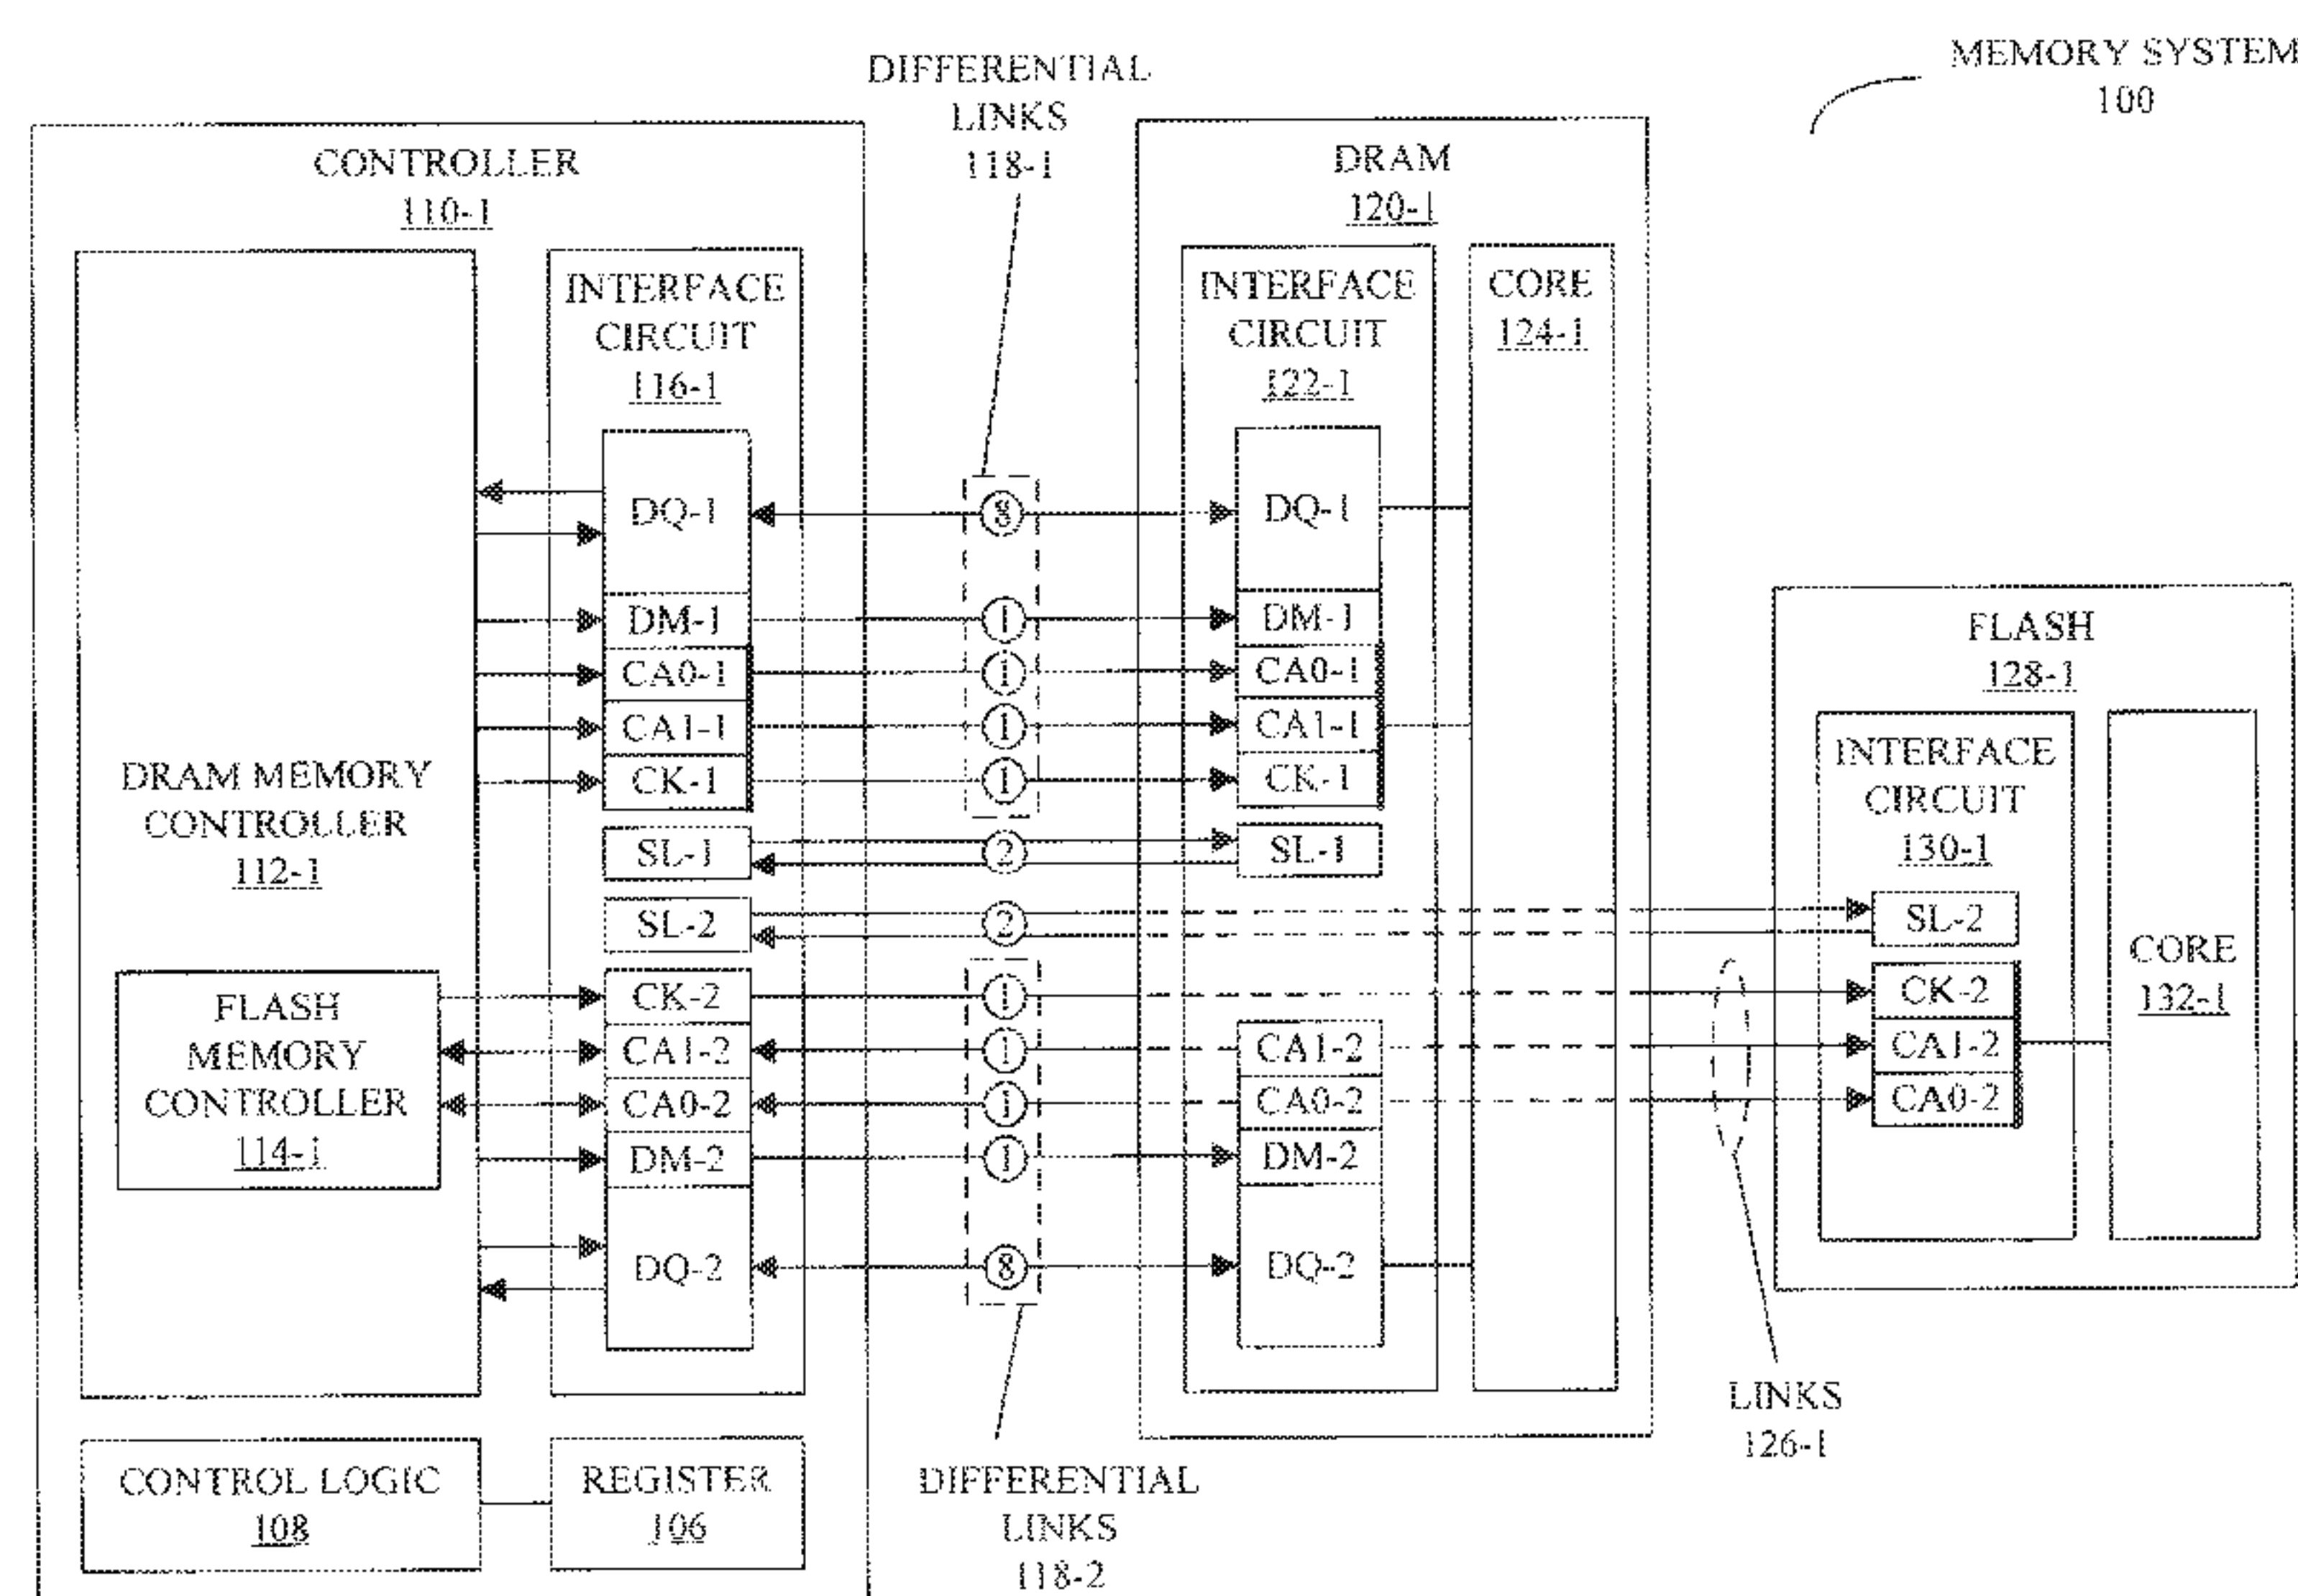 MEMORY SYSTEM
100
DIFFERENTIAL
LINKS
118-1
CONTROLLER
110-1
DRAM
120-1
INTERFACE
CIRCUIT
116-1
INTERFACE
CIRCUIT
122-1
CORE
124-1
DQ-1
8
DQ-1
DM-1
1
DM-1
CA0-1
1
CA0-1
CA1-1
1
CA1-1
CK-1
1
CK-1
SL-1
2
SL-1
SL-2
2
CK-2
1
CA1-2
1
CA1-2
CA0-2
1
CA0-2
DM-2
1
DM-2
DQ-2
8
DQ-2
DRAM MEMORY
CONTROLLER
112-1
FLASH
MEMORY
CONTROLLER
114-1
FLASH
128-1
INTERFACE
CIRCUIT
130-1
SL-2
CK-2
CA1-2
CA0-2
CORE
132-1
LINKS
126-1
CONTROL LOGIC
108
REGISTER
106
DIFFERENTIAL
LINKS
118-2